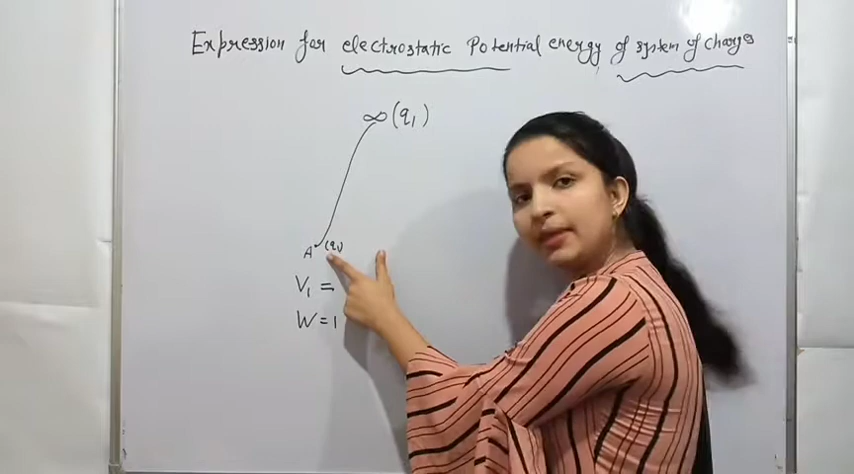 Expression for electrostatic Potential energy of system of charges
∞(q₁)
A (q₁)
V₁ =
W = 1